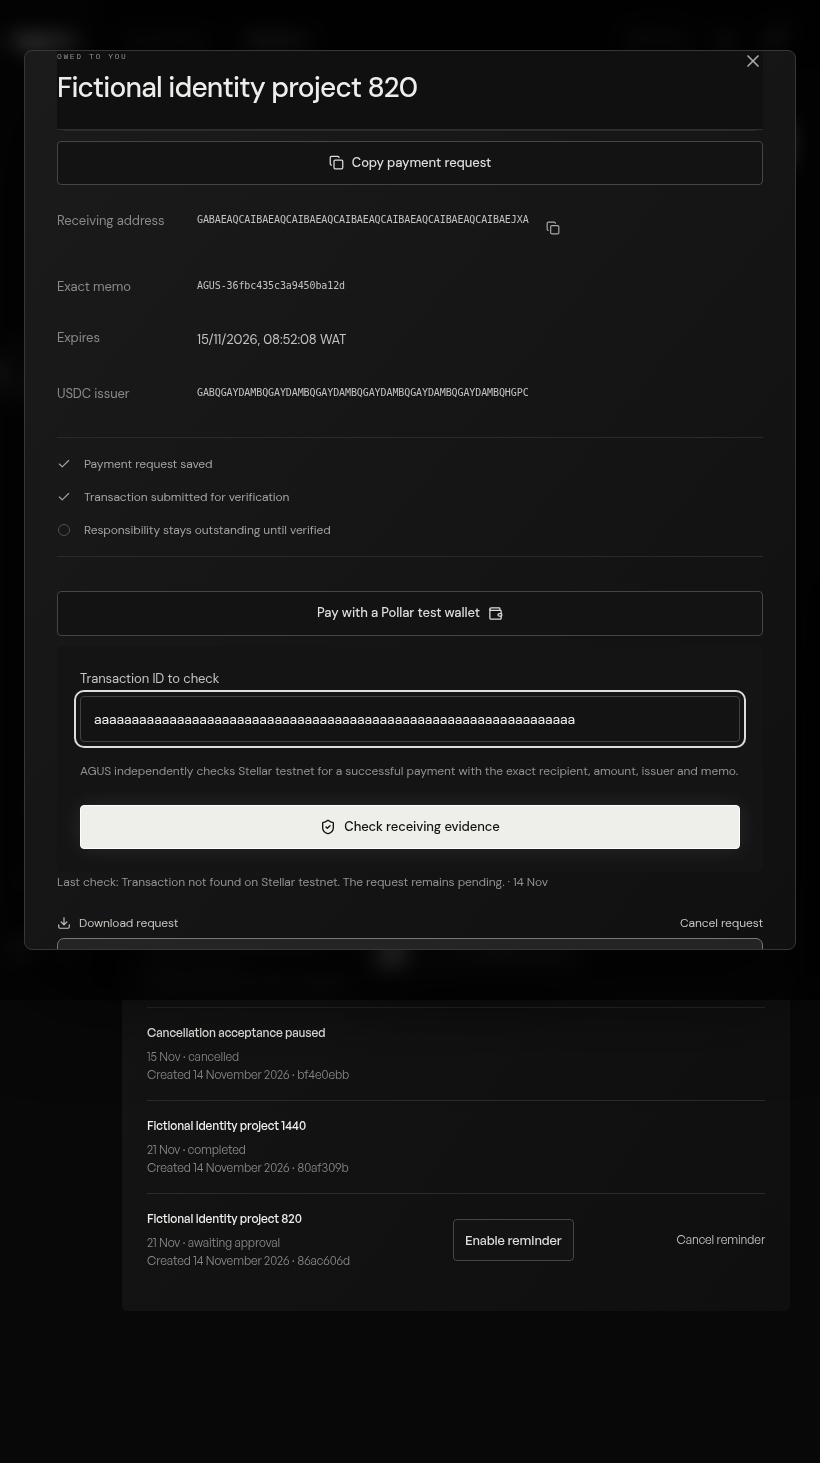 OWED TO YOU
Fictional identity project 820
Copy payment request
Receiving address
GABAEAQCAIBAEAQCAIBAEAQCAIBAEAQCAIBAEAQCAIBAEAQCAIBAEJXA
Exact memo
AGUS-36fbc435c3a9450ba12d
Expires
15/11/2026, 08:52:08 WAT
USDC issuer
GABQGAYDAMBQGAYDAMBQGAYDAMBQGAYDAMBQGAYDAMBQGAYDAMBQHGPC
Payment request saved
Transaction submitted for verification
Responsibility stays outstanding until verified
Pay with a Pollar test wallet
Transaction ID to check
aaaaaaaaaaaaaaaaaaaaaaaaaaaaaaaaaaaaaaaaaaaaaaaaaaaaaaaaaaaaaaaa
AGUS independently checks Stellar testnet for a successful payment with the exact recipient, amount, issuer and memo.
Check receiving evidence
Last check: Transaction not found on Stellar testnet. The request remains pending. · 14 Nov
Download request
Cancel request
Cancellation acceptance paused
15 Nov · cancelled
Created 14 November 2026 · bf4e0ebb
Fictional identity project 1440
21 Nov · completed
Created 14 November 2026 · 80af309b
Fictional identity project 820
21 Nov · awaiting approval
Created 14 November 2026 · 86ac606d
Enable reminder
Cancel reminder